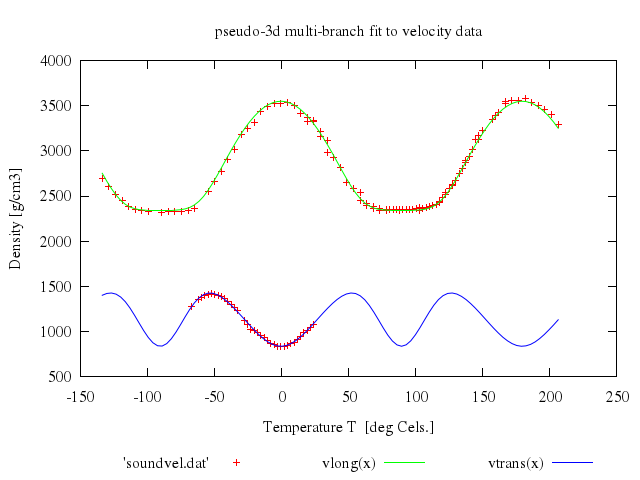 pseudo-3d multi-branch fit to velocity data
4000
3500
3000
2500
2000
1500
1000
500
Density [g/cm3]
-150 -100 -50 0 50 100 150 200 250
Temperature T [deg Cels.]
'soundvel.dat' vlong(x) vtrans(x)